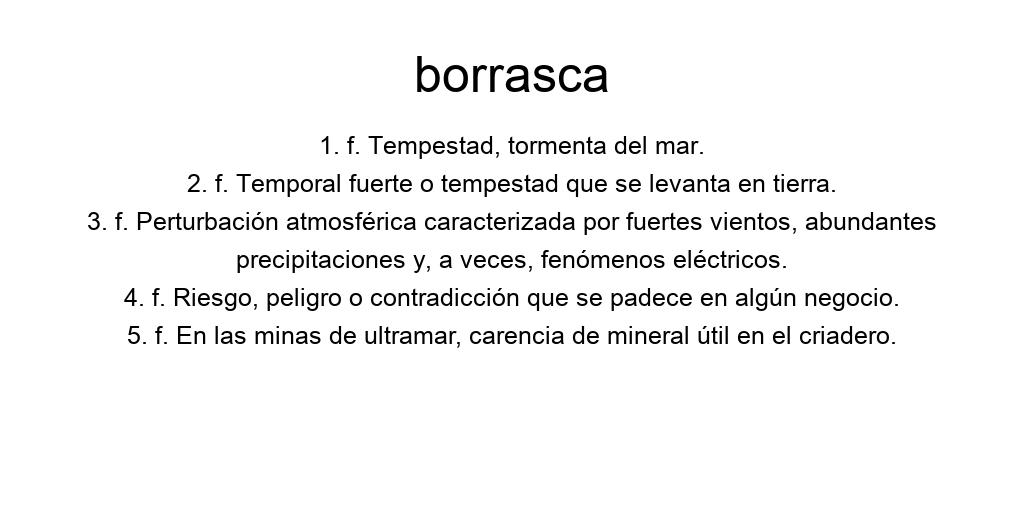 borrasca
1. f. Tempestad, tormenta del mar.
2. f. Temporal fuerte o tempestad que se levanta en tierra.
3. f. Perturbación atmosférica caracterizada por fuertes vientos, abundantes
precipitaciones y, a veces, fenómenos eléctricos.
4. f. Riesgo, peligro o contradicción que se padece en algún negocio.
5. f. En las minas de ultramar, carencia de mineral útil en el criadero.